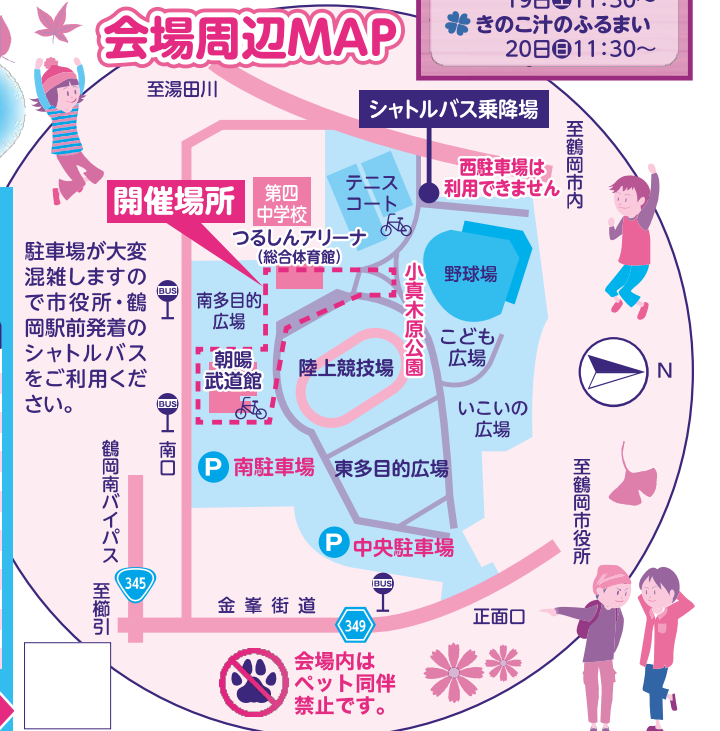 19日㊏11:30〜
きのこ汁のふるまい
20日㊐11:30〜
会場周辺MAP
至湯田川
シャトルバス乗降場
至鶴岡市内
西駐車場は
利用できません
テニス
コート
第四
中学校
開催場所
つるしんアリーナ
(総合体育館)
小真木原公園
野球場
駐車場が大変
混雑しますの
で市役所・鶴
岡駅前発着の
シャトルバス
をご利用くだ
さい。
BUS
南多目的
広場
こども
広場
朝暘
武道館
陸上競技場
N
BUS
いこいの
広場
南口
P 南駐車場
東多目的広場
鶴岡南バイパス
至鶴岡市役所
P 中央駐車場
345
至櫛引
BUS
金峯街道
349
正面口
会場内は
ペット同伴
禁止です。